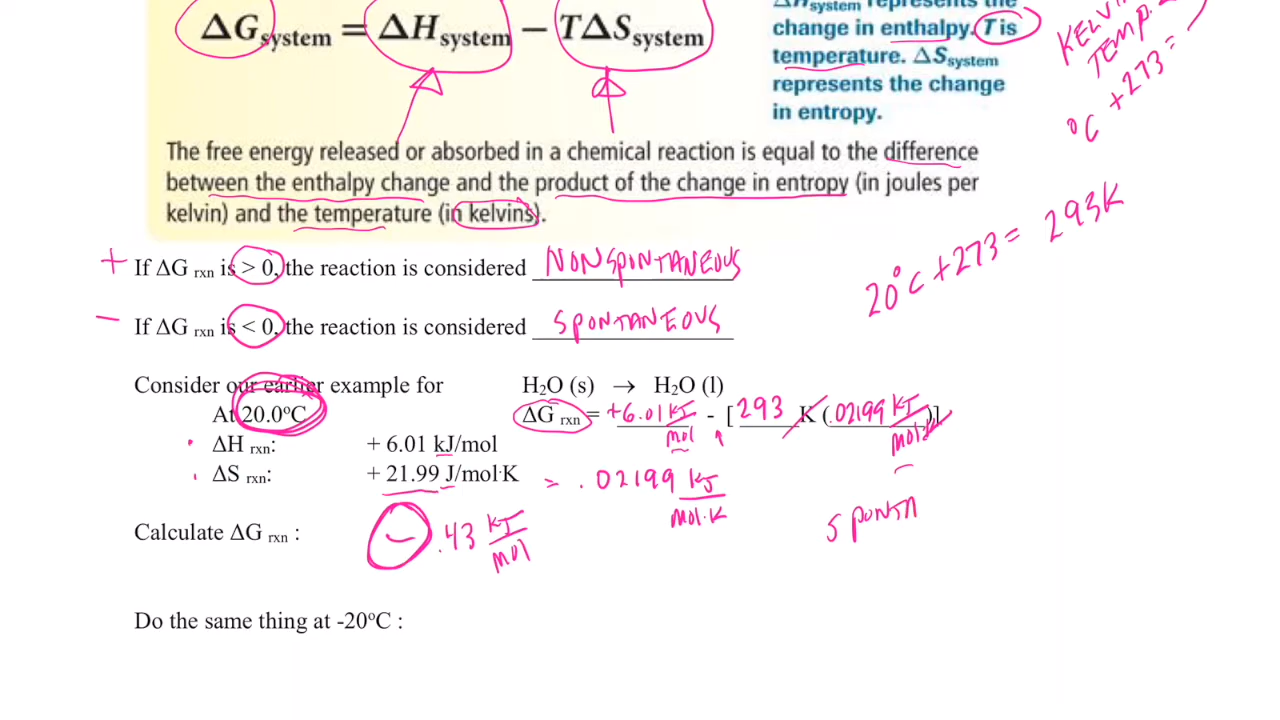 ΔGsystem = ΔHsystem − TΔSsystem
ΔHsystem represents the
change in enthalpy. T is
temperature. ΔSsystem
represents the change
in entropy.
KELVIN
TEMP.
°C +273 =
The free energy released or absorbed in a chemical reaction is equal to the difference
between the enthalpy change and the product of the change in entropy (in joules per
kelvin) and the temperature (in kelvins).
20°C +273 = 293K
+ If ΔG rxn is > 0, the reaction is considered NONSPONTANEOUS
− If ΔG rxn is < 0, the reaction is considered SPONTANEOUS
Consider our earlier example for H2O (s) → H2O (l)
At 20.0°C ΔG rxn = +6.01 kJ/mol - [ 293 K (.02199 kJ/mol·K)]
ΔH rxn: + 6.01 kJ/mol
ΔS rxn: + 21.99 J/mol·K = .02199 kJ/mol·K
Calculate ΔG rxn : − .43 kJ/mol
SPONTA
Do the same thing at -20°C :